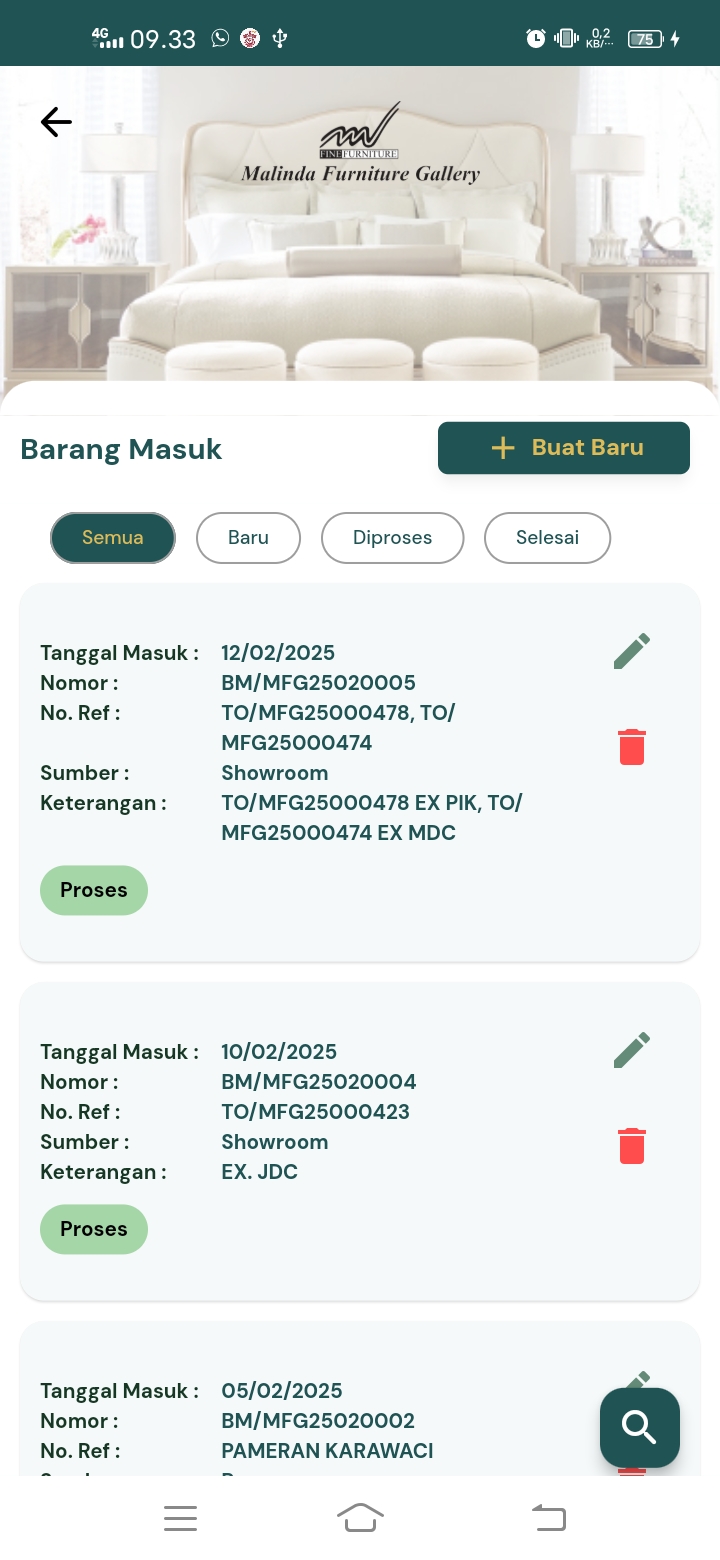 4G 09.33 0,2 75
KB/...
FINE FURNITURE
Malinda Furniture Gallery
Barang Masuk + Buat Baru
Semua Baru Diproses Selesai
Tanggal Masuk : 12/02/2025
Nomor : BM/MFG25020005
No. Ref : TO/MFG25000478, TO/
MFG25000474
Sumber : Showroom
Keterangan : TO/MFG25000478 EX PIK, TO/
MFG25000474 EX MDC
Proses
Tanggal Masuk : 10/02/2025
Nomor : BM/MFG25020004
No. Ref : TO/MFG25000423
Sumber : Showroom
Keterangan : EX. JDC
Proses
Tanggal Masuk : 05/02/2025
Nomor : BM/MFG25020002
No. Ref : PAMERAN KARAWACI